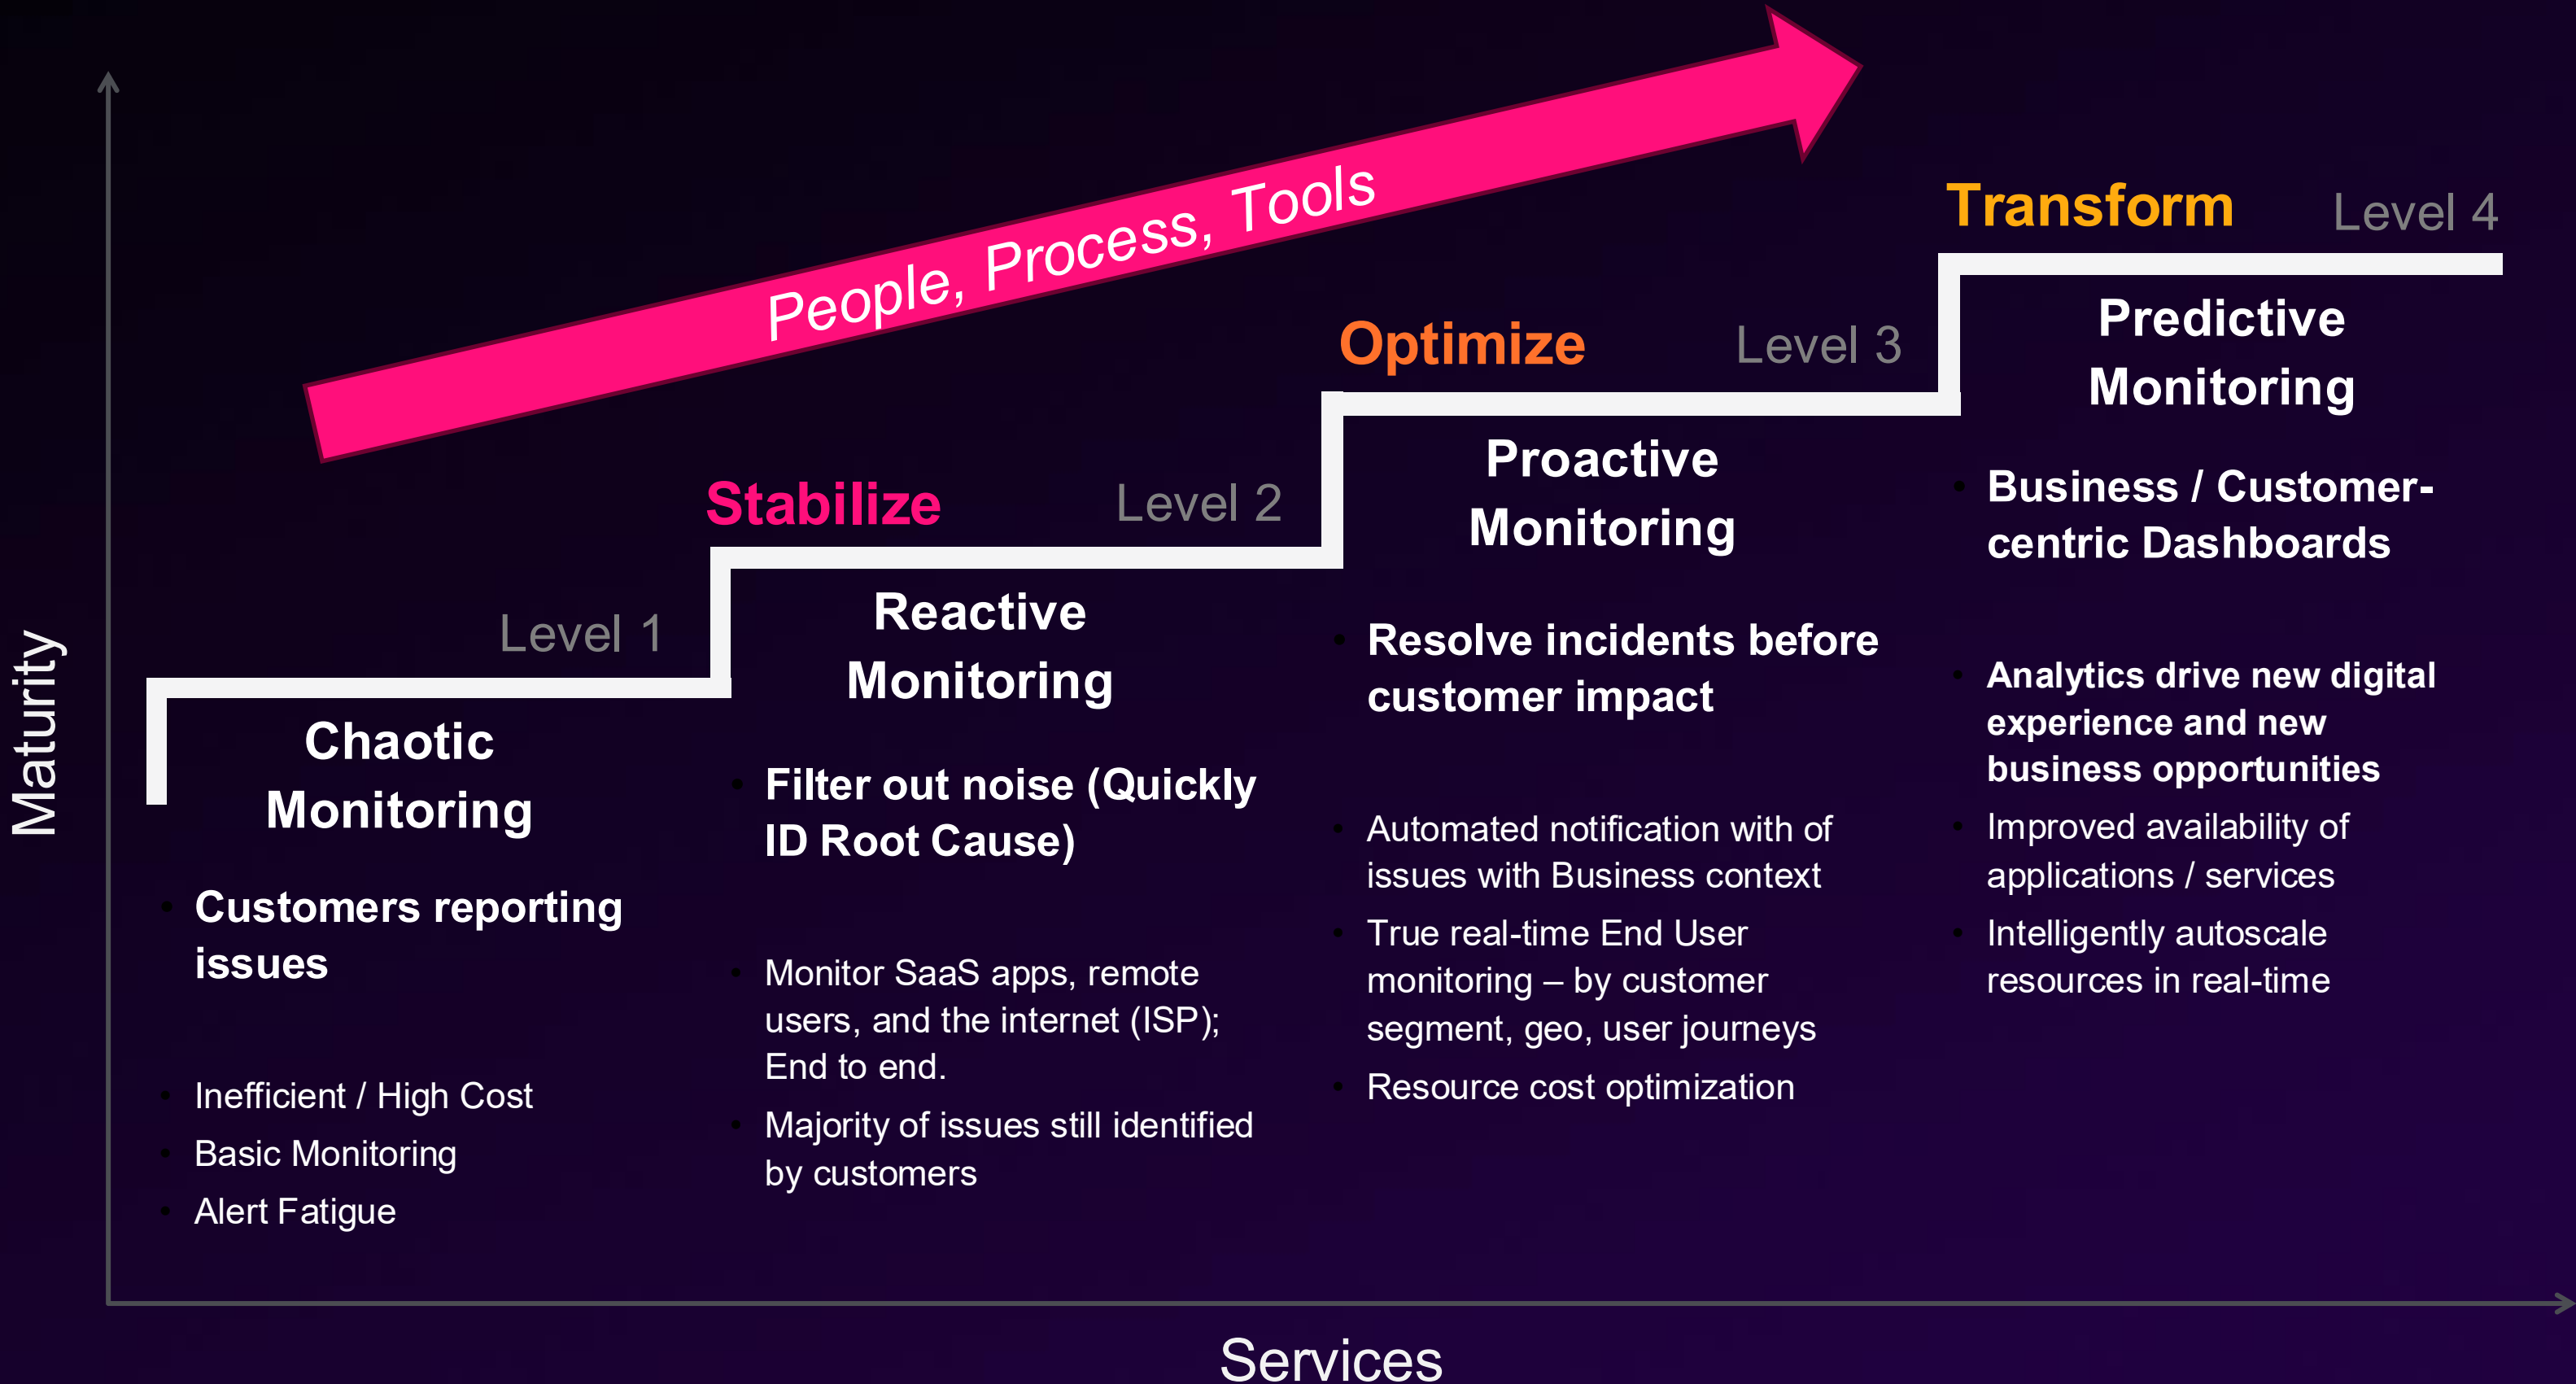 People, Process, Tools
Maturity
Level 1
Chaotic
Monitoring
• Customers reporting
issues
• Inefficient / High Cost
• Basic Monitoring
• Alert Fatigue
Stabilize
Level 2
Reactive
Monitoring
• Filter out noise (Quickly
ID Root Cause)
• Monitor SaaS apps, remote
users, and the internet (ISP);
End to end.
• Majority of issues still identified
by customers
Optimize
Level 3
Proactive
Monitoring
• Resolve incidents before
customer impact
• Automated notification with of
issues with Business context
• True real-time End User
monitoring – by customer
segment, geo, user journeys
• Resource cost optimization
Transform
Level 4
Predictive
Monitoring
• Business / Customer-
centric Dashboards
• Analytics drive new digital
experience and new
business opportunities
• Improved availability of
applications / services
• Intelligently autoscale
resources in real-time
Services